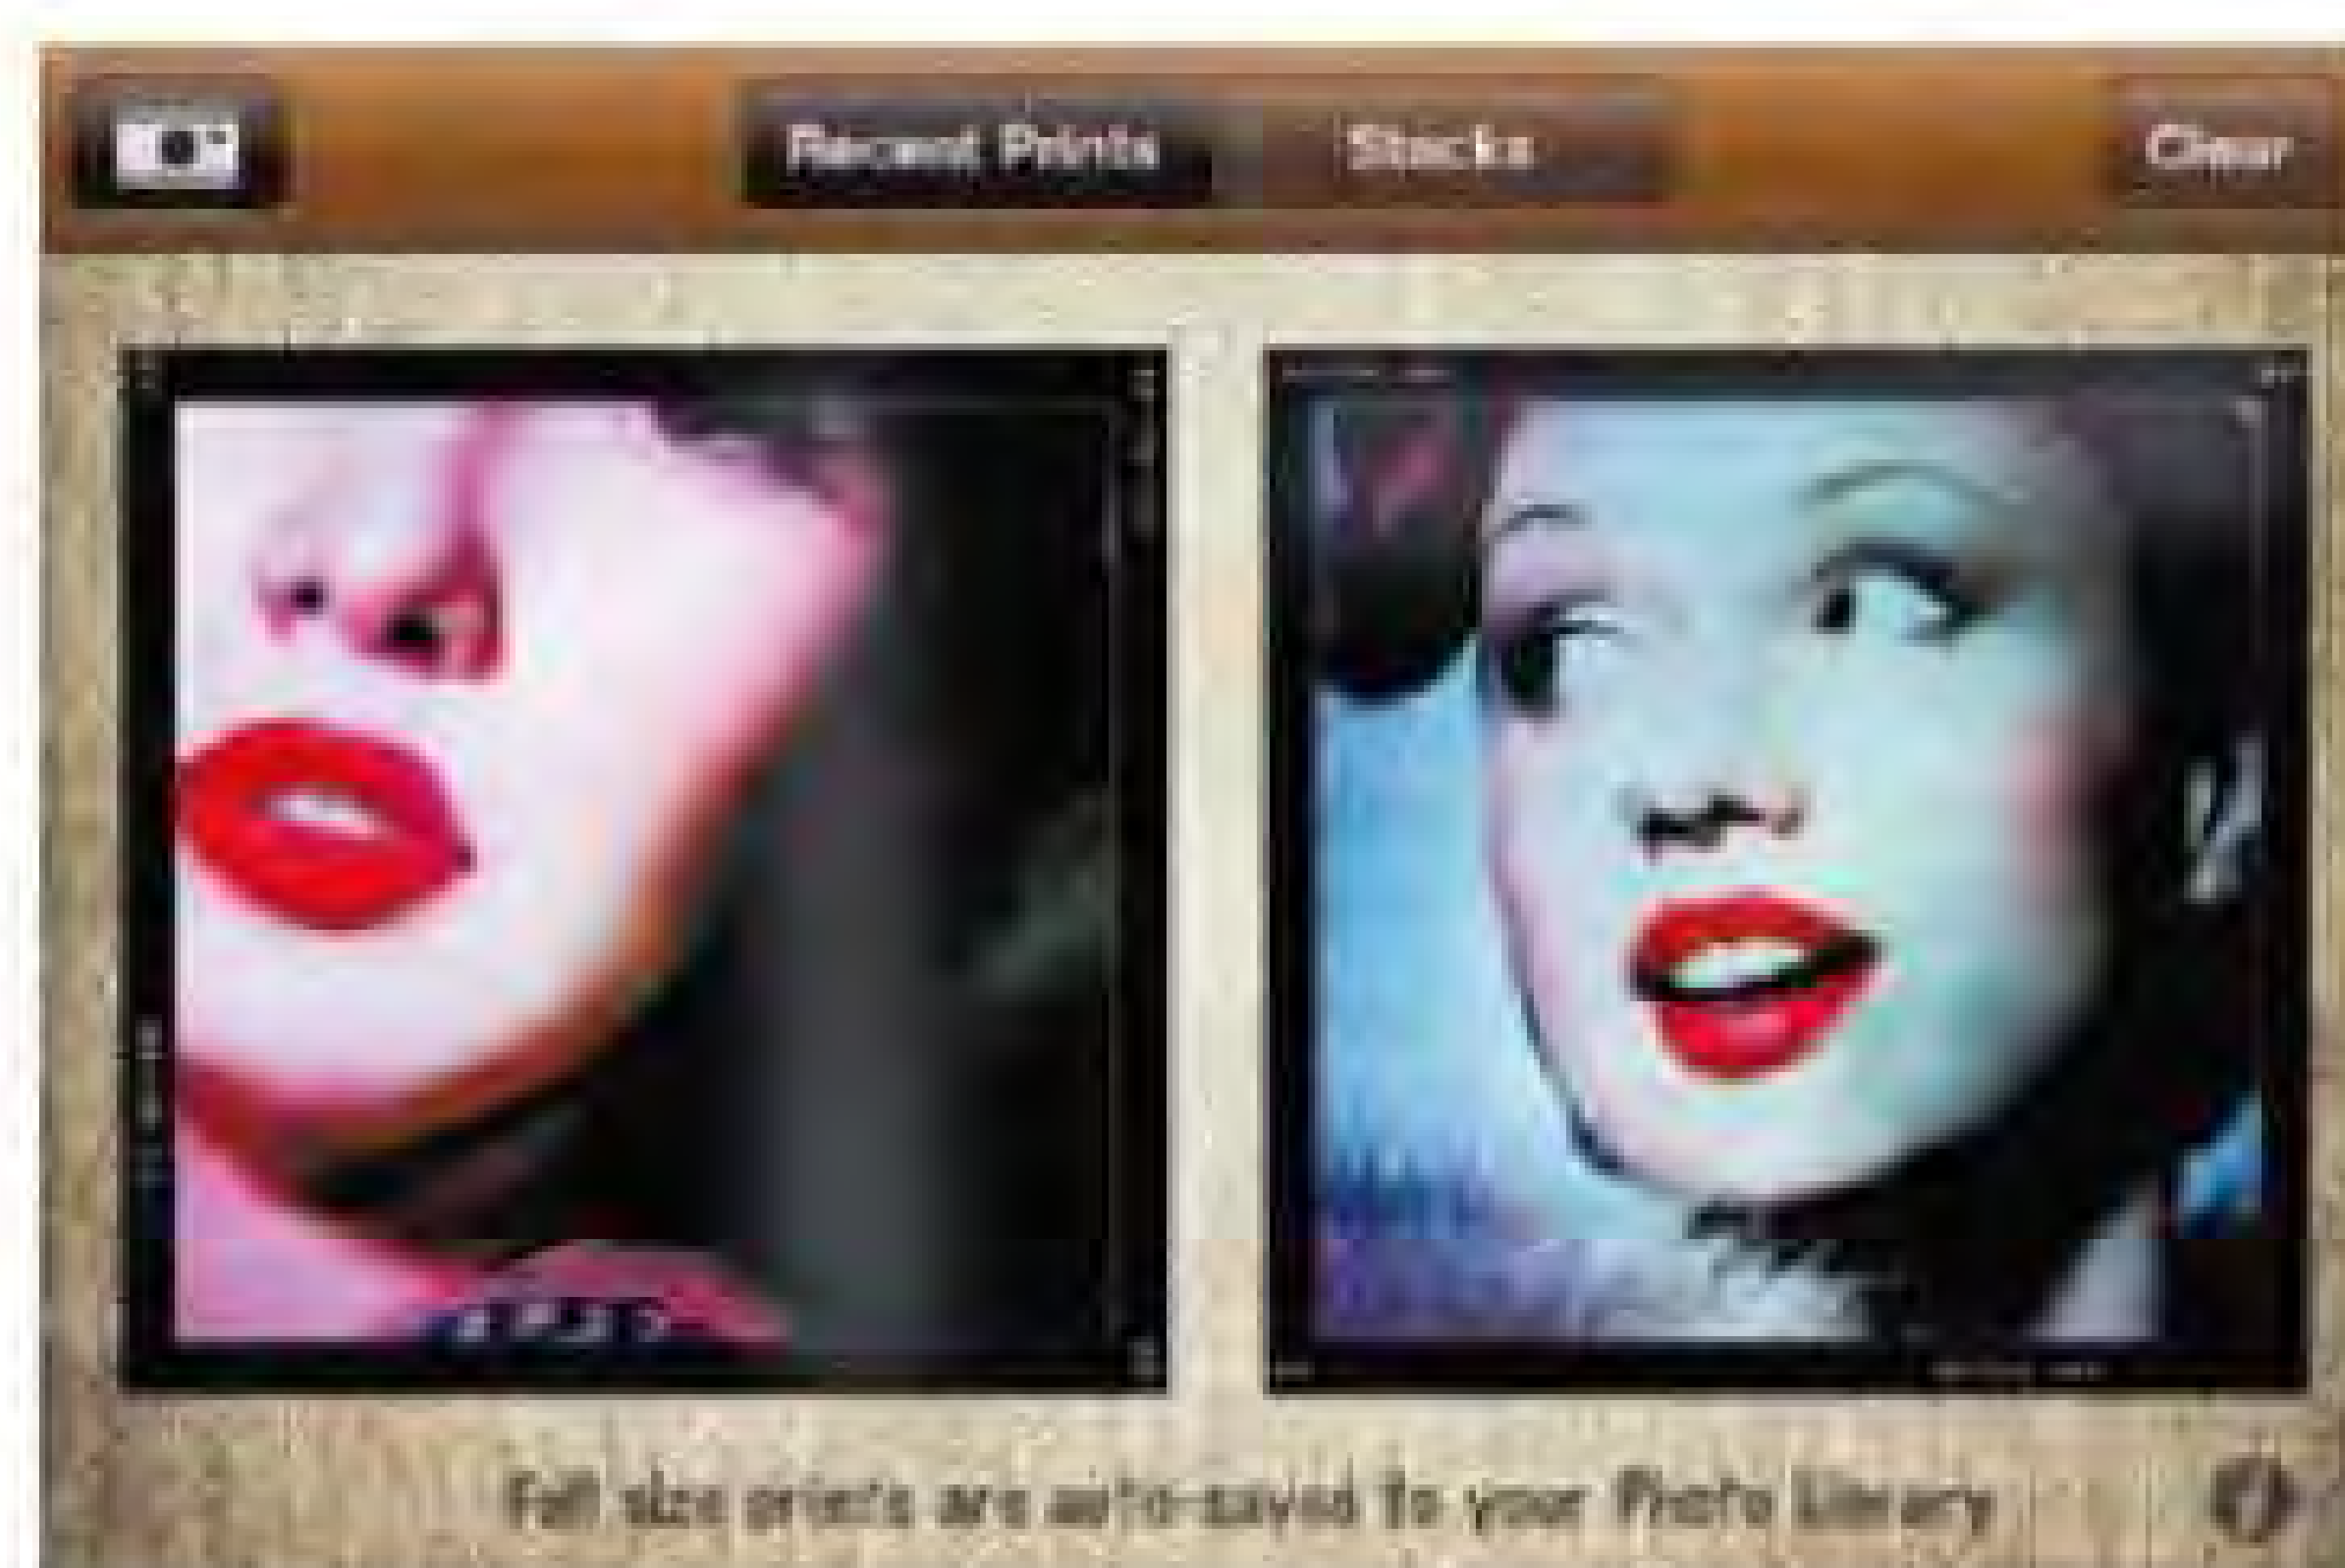 Recent Prints Stacks Clear
Full size prints are auto-saved to your Photo Library